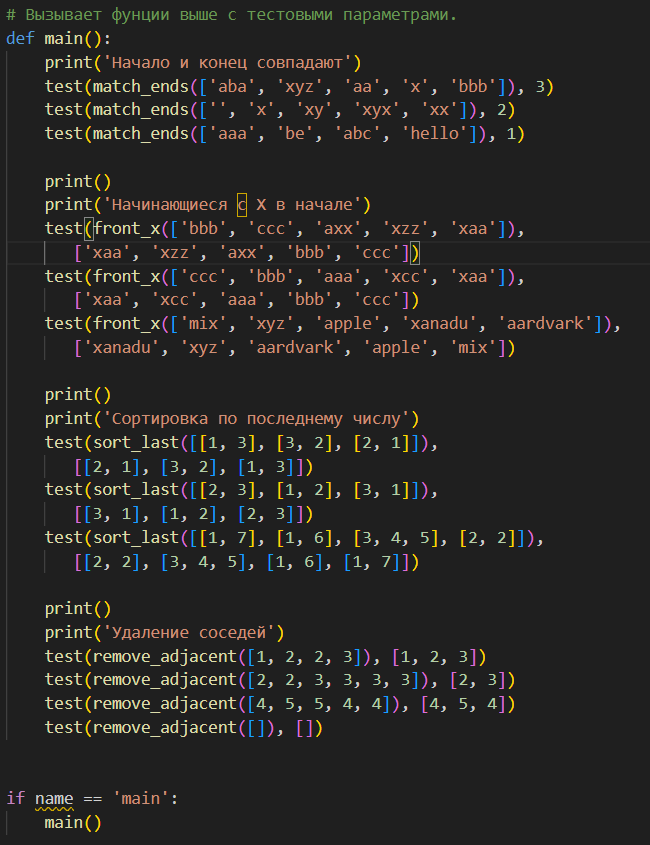 # Вызывает фунции выше с тестовыми параметрами.
def main():
    print('Начало и конец совпадают')
    test(match_ends(['aba', 'xyz', 'aa', 'x', 'bbb']), 3)
    test(match_ends(['', 'x', 'xy', 'xyx', 'xx']), 2)
    test(match_ends(['aaa', 'be', 'abc', 'hello']), 1)

    print()
    print('Начинающиеся с X в начале')
    test(front_x(['bbb', 'ccc', 'axx', 'xzz', 'xaa']),
       ['xaa', 'xzz', 'axx', 'bbb', 'ccc'])
    test(front_x(['ccc', 'bbb', 'aaa', 'xcc', 'xaa']),
       ['xaa', 'xcc', 'aaa', 'bbb', 'ccc'])
    test(front_x(['mix', 'xyz', 'apple', 'xanadu', 'aardvark']),
       ['xanadu', 'xyz', 'aardvark', 'apple', 'mix'])

    print()
    print('Сортировка по последнему числу')
    test(sort_last([[1, 3], [3, 2], [2, 1]]),
       [[2, 1], [3, 2], [1, 3]])
    test(sort_last([[2, 3], [1, 2], [3, 1]]),
       [[3, 1], [1, 2], [2, 3]])
    test(sort_last([[1, 7], [1, 6], [3, 4, 5], [2, 2]]),
       [[2, 2], [3, 4, 5], [1, 6], [1, 7]])

    print()
    print('Удаление соседей')
    test(remove_adjacent([1, 2, 2, 3]), [1, 2, 3])
    test(remove_adjacent([2, 2, 3, 3, 3, 3]), [2, 3])
    test(remove_adjacent([4, 5, 5, 4, 4]), [4, 5, 4])
    test(remove_adjacent([]), [])


if name == 'main':
    main()